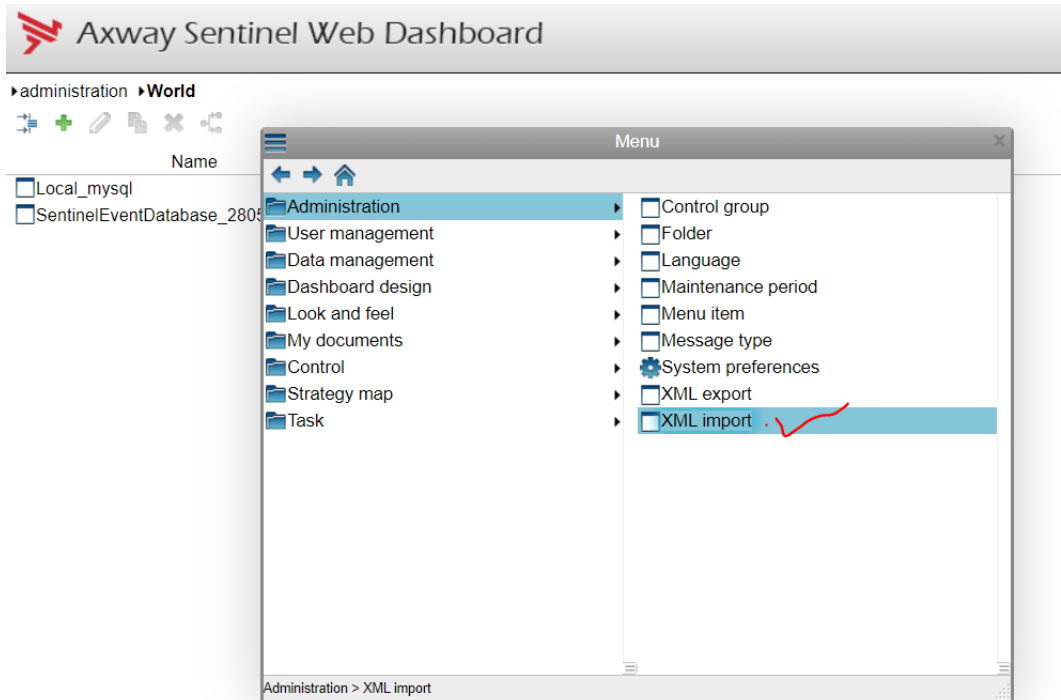 Axway Sentinel Web Dashboard
administration World
Name
Local_mysql
SentinelEventDatabase_2805
Menu
Administration
User management
Data management
Dashboard design
Look and feel
My documents
Control
Strategy map
Task
Control group
Folder
Language
Maintenance period
Menu item
Message type
System preferences
XML export
XML import
Administration > XML import